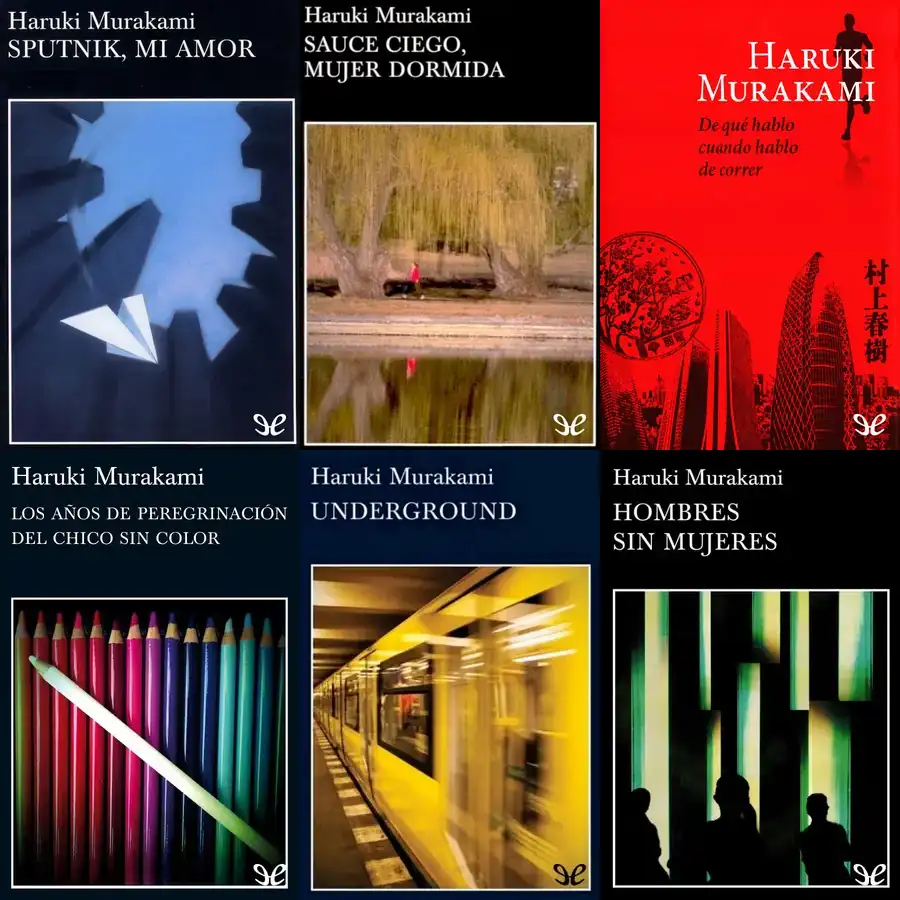 Haruki Murakami
SPUTNIK, MI AMOR
Haruki Murakami
SAUCE CIEGO,
MUJER DORMIDA
HARUKI
MURAKAMI
De qué hablo
cuando hablo
de correr
村上春樹
Haruki Murakami
LOS AÑOS DE PEREGRINACIÓN
DEL CHICO SIN COLOR
Haruki Murakami
UNDERGROUND
Haruki Murakami
HOMBRES
SIN MUJERES